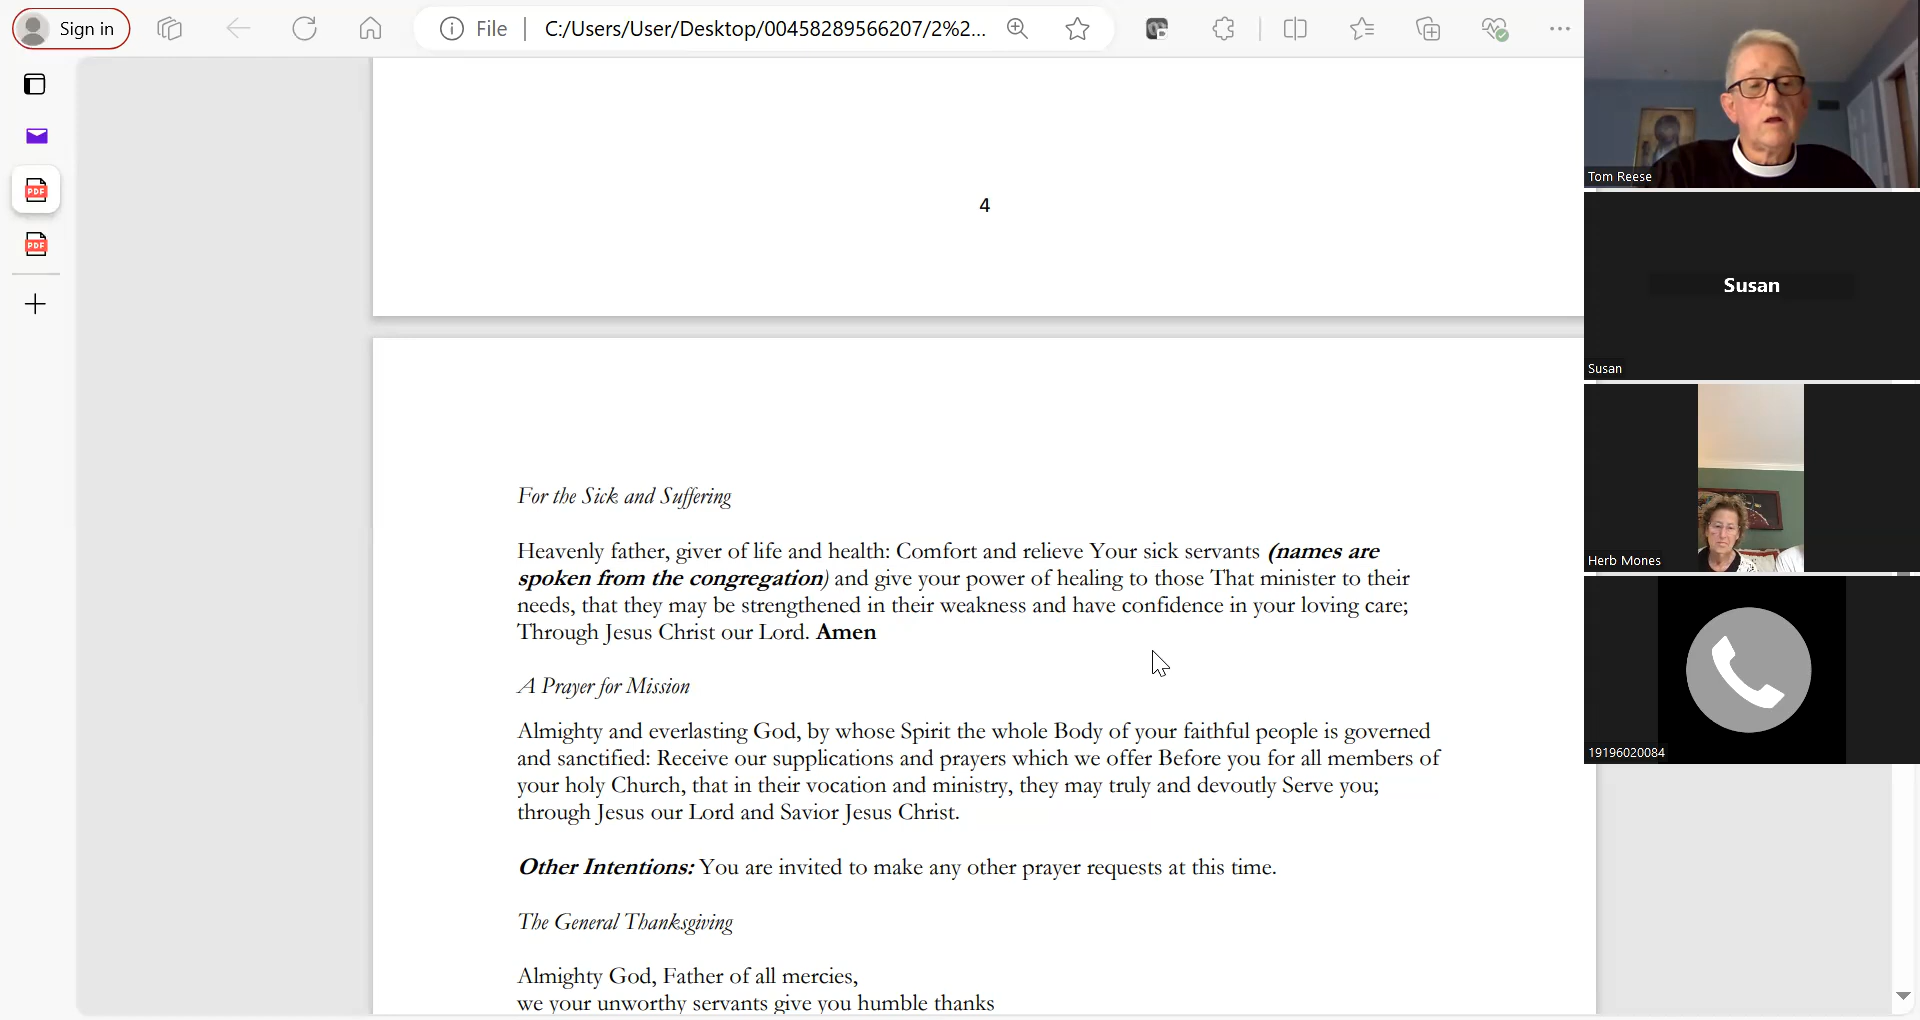 Sign in
File
C:/Users/User/Desktop/00458289566207/2%2...
PDF
PDF
4
For the Sick and Suffering
Heavenly father, giver of life and health: Comfort and relieve Your sick servants (names are
spoken from the congregation) and give your power of healing to those That minister to their
needs, that they may be strengthened in their weakness and have confidence in your loving care;
Through Jesus Christ our Lord. Amen
A Prayer for Mission
Almighty and everlasting God, by whose Spirit the whole Body of your faithful people is governed
and sanctified: Receive our supplications and prayers which we offer Before you for all members of
your holy Church, that in their vocation and ministry, they may truly and devoutly Serve you;
through Jesus our Lord and Savior Jesus Christ.
Other Intentions: You are invited to make any other prayer requests at this time.
The General Thanksgiving
Almighty God, Father of all mercies,
we your unworthy servants give you humble thanks
Tom Reese
Susan
Susan
Herb Mones
19196020084